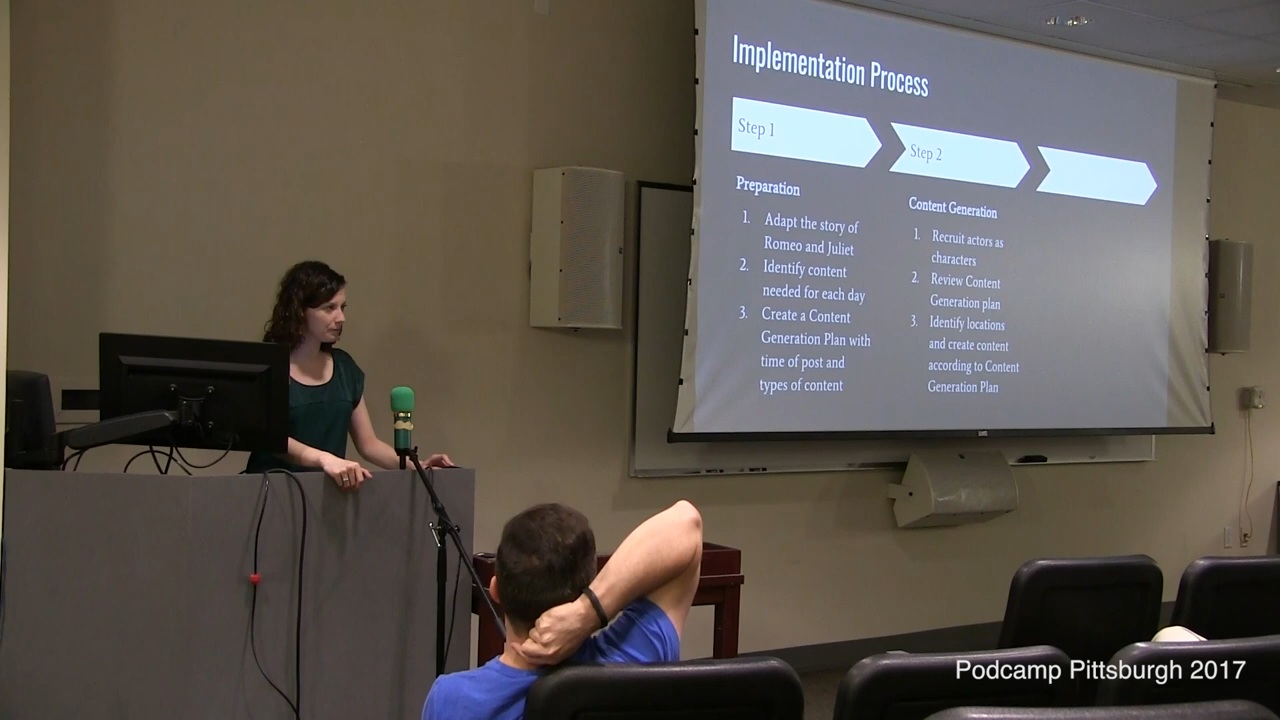 Implementation Process
Step 1
Step 2
Preparation
1. Adapt the story of
Romeo and Juliet
2. Identify content
needed for each day
3. Create a Content
Generation Plan with
time of post and
types of content
Content Generation
1. Recruit actors as
characters
2. Review Content
Generation plan
3. Identify locations
and create content
according to Content
Generation Plan
Podcamp Pittsburgh 2017